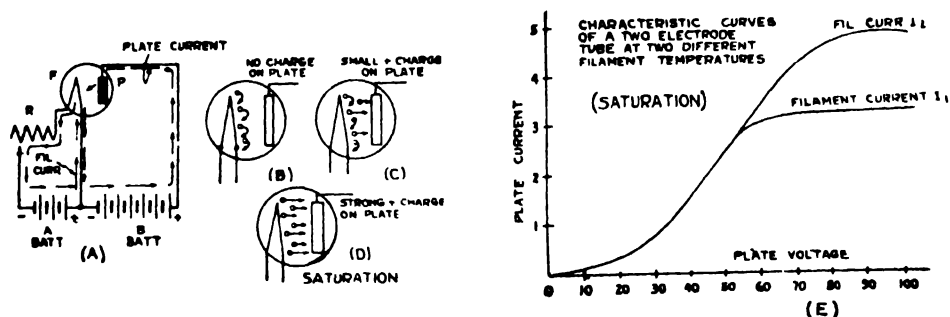 PLATE CURRENT
F
P
R
FIL
CURR
- +
- +
A
BATT
B
BATT
(A)
NO CHARGE
ON PLATE
(B)
SMALL + CHARGE
ON PLATE
(C)
STRONG + CHARGE
ON PLATE
(D)
SATURATION
CHARACTERISTIC CURVES
OF A TWO ELECTRODE
TUBE AT TWO DIFFERENT
FILAMENT TEMPERATURES
(SATURATION)
FIL CURR
FILAMENT CURRENT I₁
PLATE CURRENT
5
4
3
2
1
PLATE VOLTAGE
0 10 20 30 40 50 60 70 80 90 100
(E)